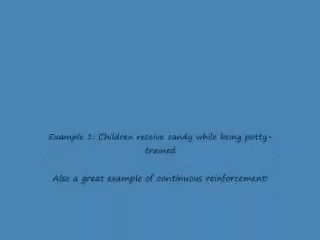 Example 1: Children receive candy while being potty-
trained
Also a great example of continuous reinforcement!